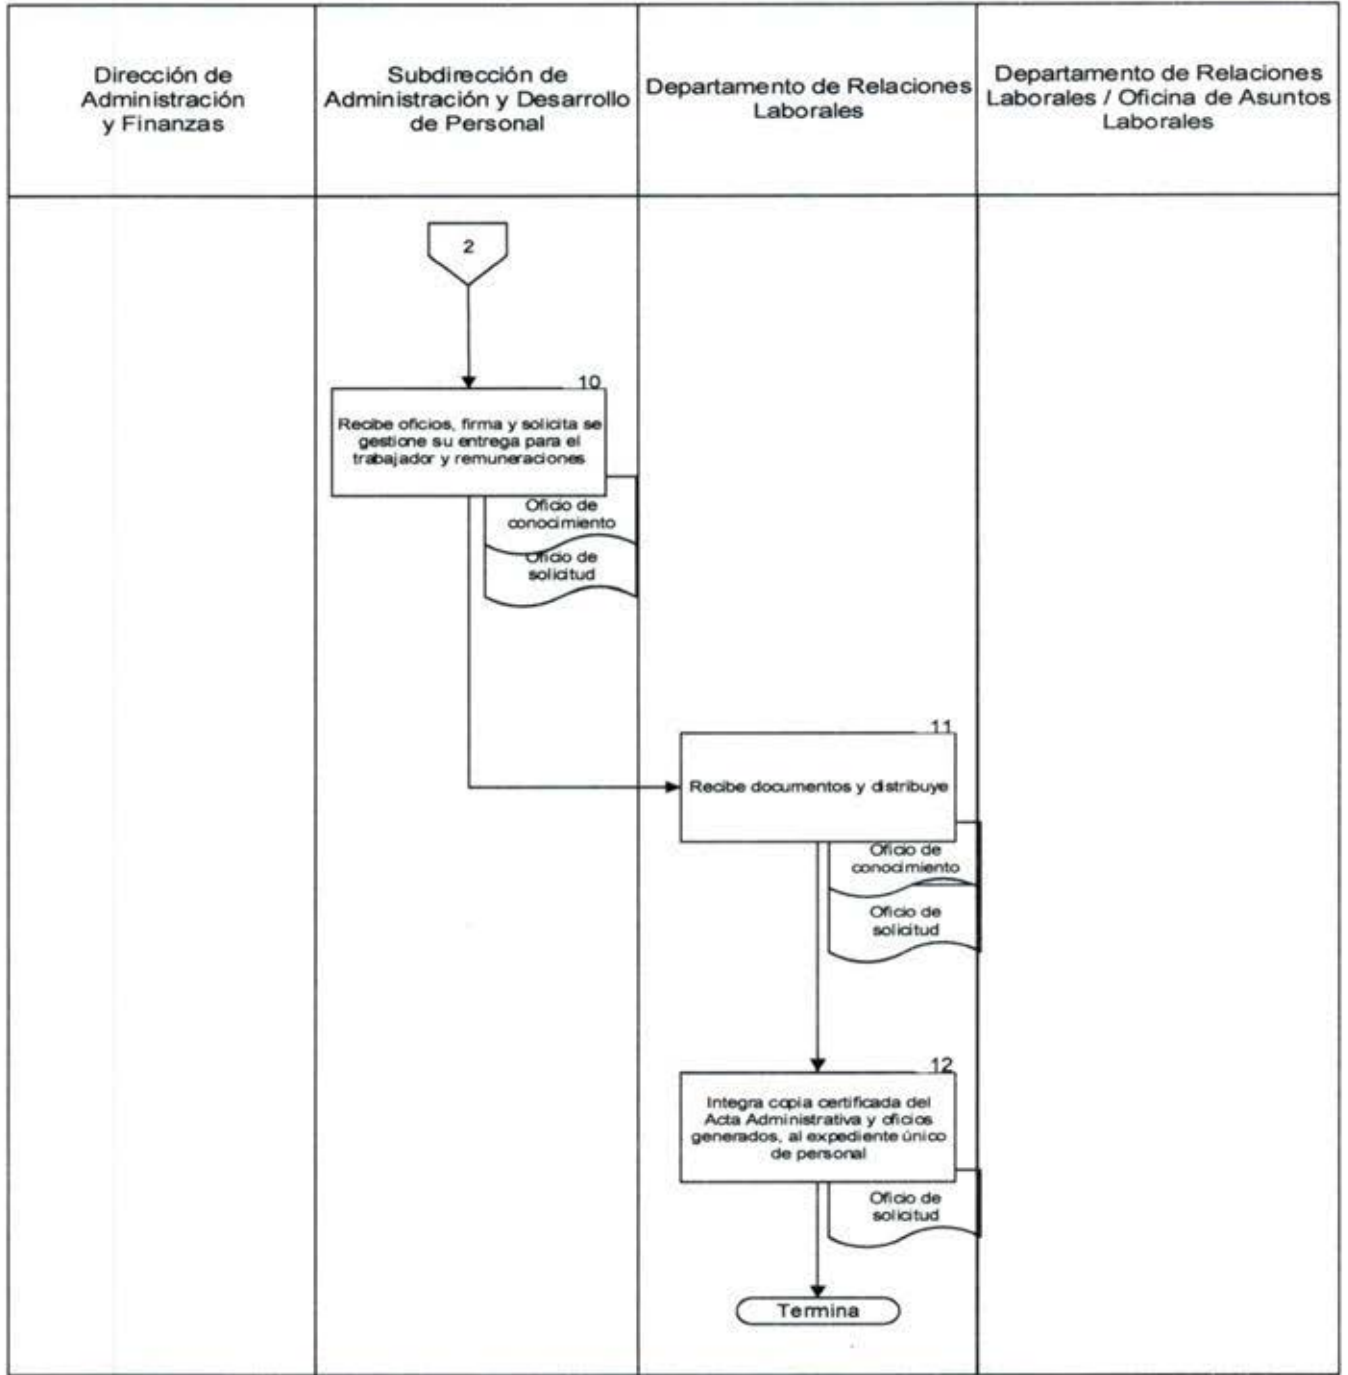 Dirección de
Administración
y Finanzas
Subdirección de
Administración y Desarrollo
de Personal
Departamento de Relaciones
Laborales
Departamento de Relaciones
Laborales / Oficina de Asuntos
Laborales
2
10
Recibe oficios, firma y solicita se
gestione su entrega para el
trabajador y remuneraciones
Oficio de
conocimiento
Oficio de
solicitud
11
Recibe documentos y distribuye
Oficio de
conocimiento
Oficio de
solicitud
12
Integra copia certificada del
Acta Administrativa y oficios
generados, al expediente único
de personal
Oficio de
solicitud
Termina